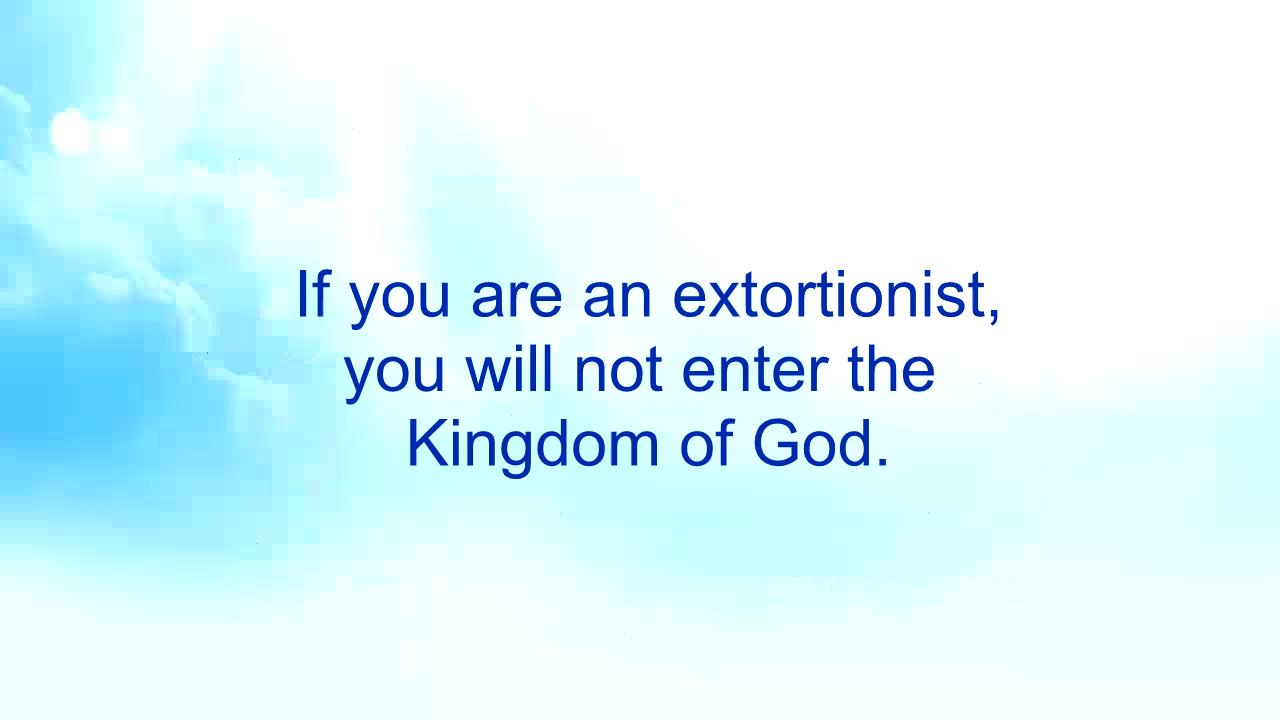 If you are an extortionist,
you will not enter the
Kingdom of God.